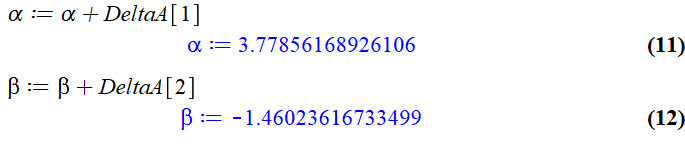 α := α + DeltaA[1]
α := 3.77856168926106 (11)
β := β + DeltaA[2]
β := -1.46023616733499 (12)